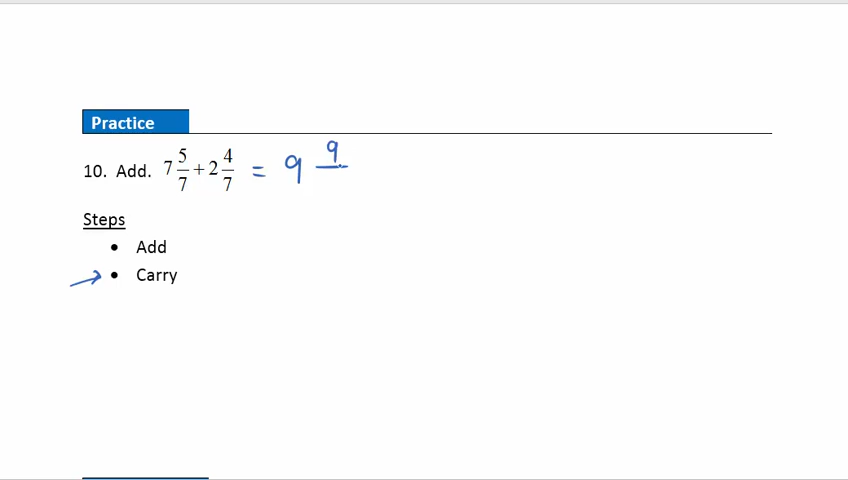 Practice
10. Add. 7 5/7 + 2 4/7 = 9 9/
Steps
• Add
• Carry